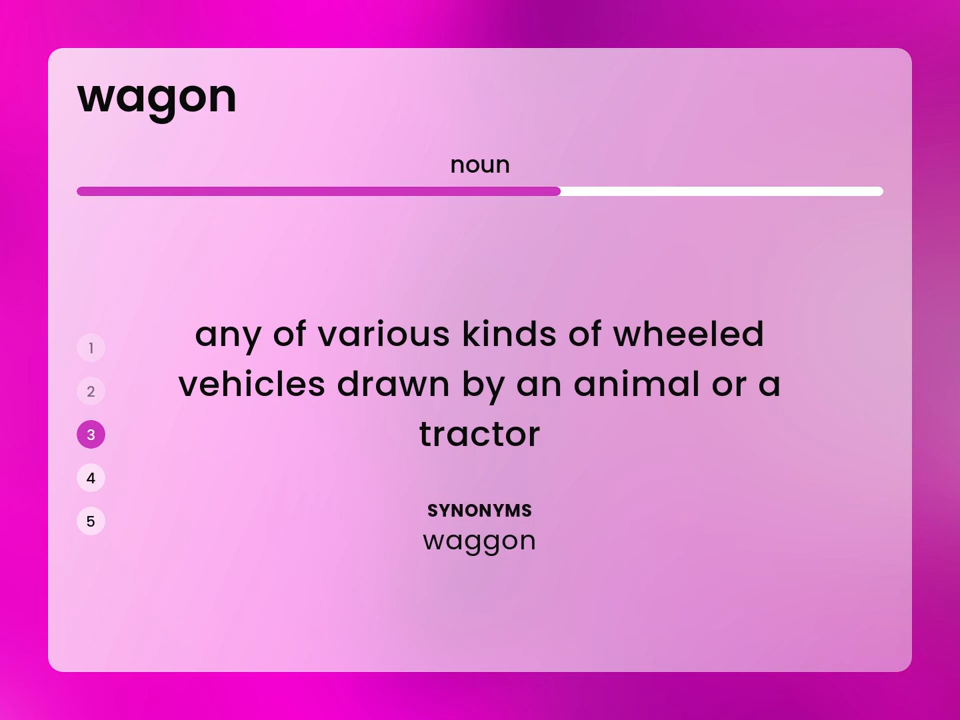 wagon
noun
any of various kinds of wheeled
vehicles drawn by an animal or a
tractor
1
2
3
4
5
SYNONYMS
waggon